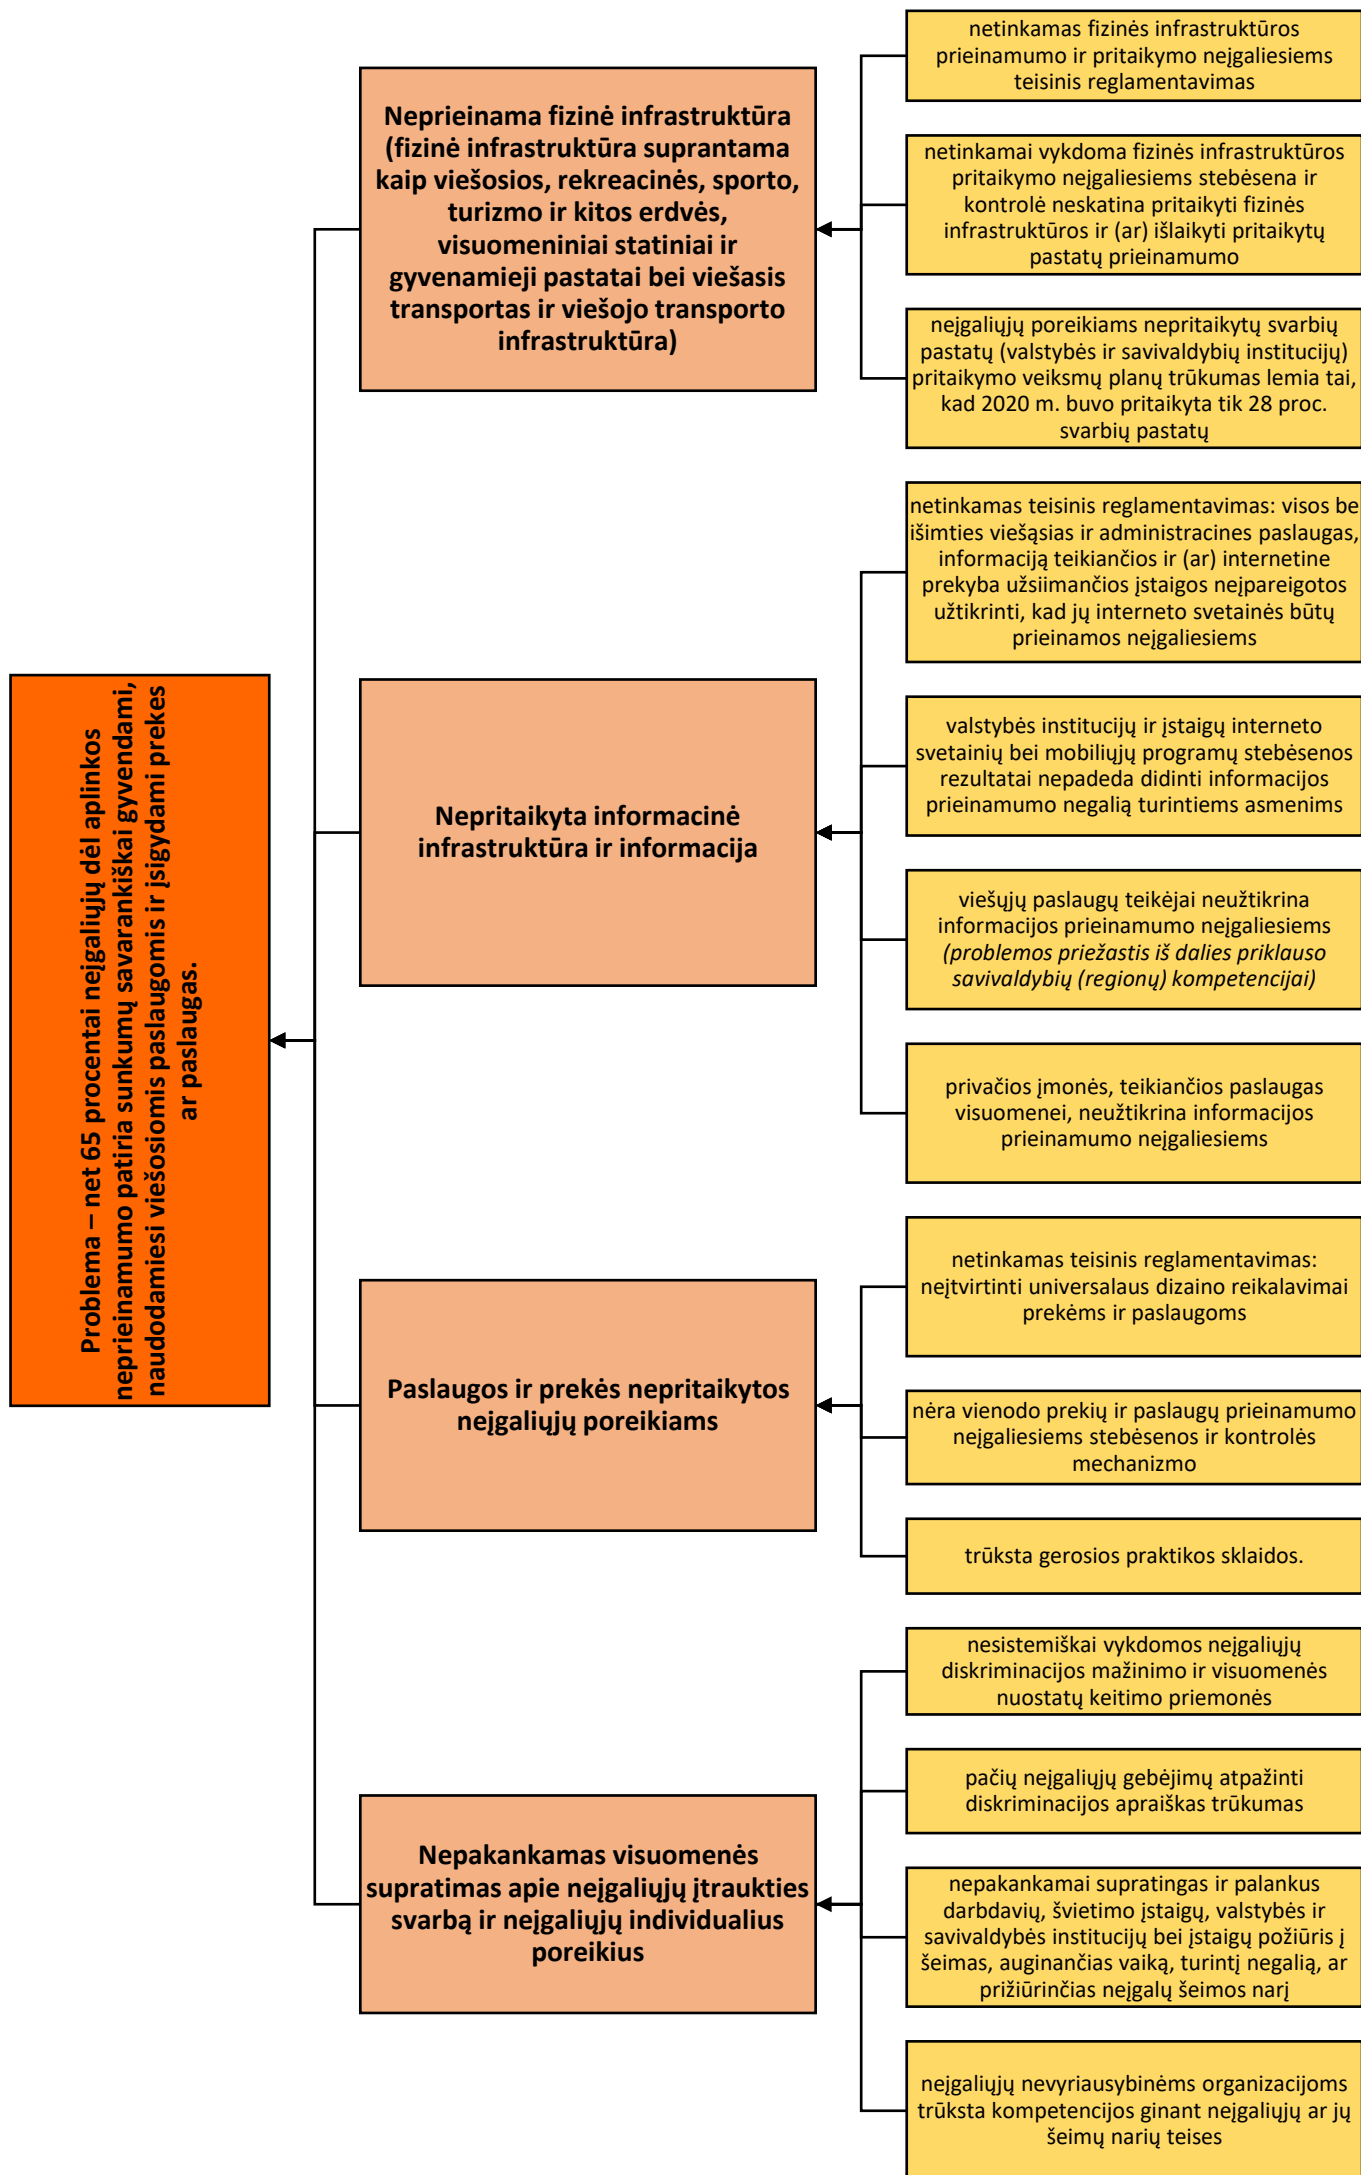 Problema – net 65 procentai neįgaliųjų dėl aplinkos
neprieinamumo patiria sunkumų savarankiškai gyvendami,
naudodamiesi viešosiomis paslaugomis ir įsigydami prekes
ar paslaugas.
Neprieinama fizinė infrastruktūra
(fizinė infrastruktūra suprantama
kaip viešosios, rekreacinės, sporto,
turizmo ir kitos erdvės,
visuomeniniai statiniai ir
gyvenamieji pastatai bei viešasis
transportas ir viešojo transporto
infrastruktūra)
netinkamas fizinės infrastruktūros
prieinamumo ir pritaikymo neįgaliesiems
teisinis reglamentavimas
netinkamai vykdoma fizinės infrastruktūros
pritaikymo neįgaliesiems stebėsena ir
kontrolė neskatina pritaikyti fizinės
infrastruktūros ir (ar) išlaikyti pritaikytų
pastatų prieinamumo
neįgaliųjų poreikiams nepritaikytų svarbių
pastatų (valstybės ir savivaldybių institucijų)
pritaikymo veiksmų planų trūkumas lemia tai,
kad 2020 m. buvo pritaikyta tik 28 proc.
svarbių pastatų
Nepritaikyta informacinė
infrastruktūra ir informacija
netinkamas teisinis reglamentavimas: visos be
išimties viešąsias ir administracines paslaugas,
informaciją teikiančios ir (ar) internetine
prekyba užsiimančios įstaigos neįpareigotos
užtikrinti, kad jų interneto svetainės būtų
prieinamos neįgaliesiems
valstybės institucijų ir įstaigų interneto
svetainių bei mobiliųjų programų stebėsenos
rezultatai nepadeda didinti informacijos
prieinamumo negalią turintiems asmenims
viešųjų paslaugų teikėjai neužtikrina
informacijos prieinamumo neįgaliesiems
(problemos priežastis iš dalies priklauso
savivaldybių (regionų) kompetencijai)
privačios įmonės, teikiančios paslaugas
visuomenei, neužtikrina informacijos
prieinamumo neįgaliesiems
Paslaugos ir prekės nepritaikytos
neįgaliųjų poreikiams
netinkamas teisinis reglamentavimas:
neįtvirtinti universalaus dizaino reikalavimai
prekėms ir paslaugoms
nėra vienodo prekių ir paslaugų prieinamumo
neįgaliesiems stebėsenos ir kontrolės
mechanizmo
trūksta gerosios praktikos sklaidos.
Nepakankamas visuomenės
supratimas apie neįgaliųjų įtraukties
svarbą ir neįgaliųjų individualius
poreikius
nesistemiškai vykdomos neįgaliųjų
diskriminacijos mažinimo ir visuomenės
nuostatų keitimo priemonės
pačių neįgaliųjų gebėjimų atpažinti
diskriminacijos apraiškas trūkumas
nepakankamai supratingas ir palankus
darbdavių, švietimo įstaigų, valstybės ir
savivaldybės institucijų bei įstaigų požiūris į
šeimas, auginančias vaiką, turintį negalią, ar
prižiūrinčias neįgalų šeimos narį
neįgaliųjų nevyriausybinėms organizacijoms
trūksta kompetencijos ginant neįgaliųjų ar jų
šeimų narių teises